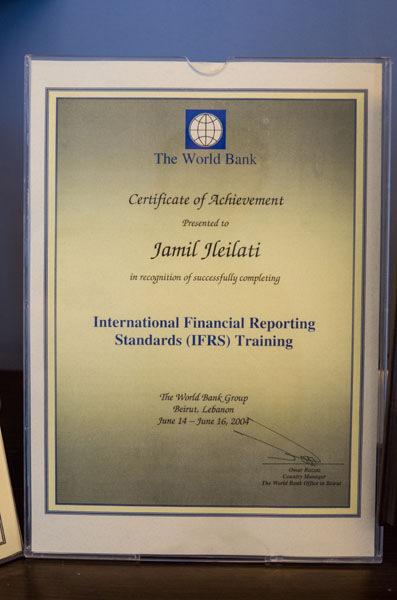 The World Bank
Certificate of Achievement
Presented to
Jamil Jleilati
in recognition of successfully completing
International Financial Reporting
Standards (IFRS) Training
The World Bank Group
Beirut, Lebanon
June 14 – June 16, 2004
Omar Razzaz
Country Manager
The World Bank Office in Beirut